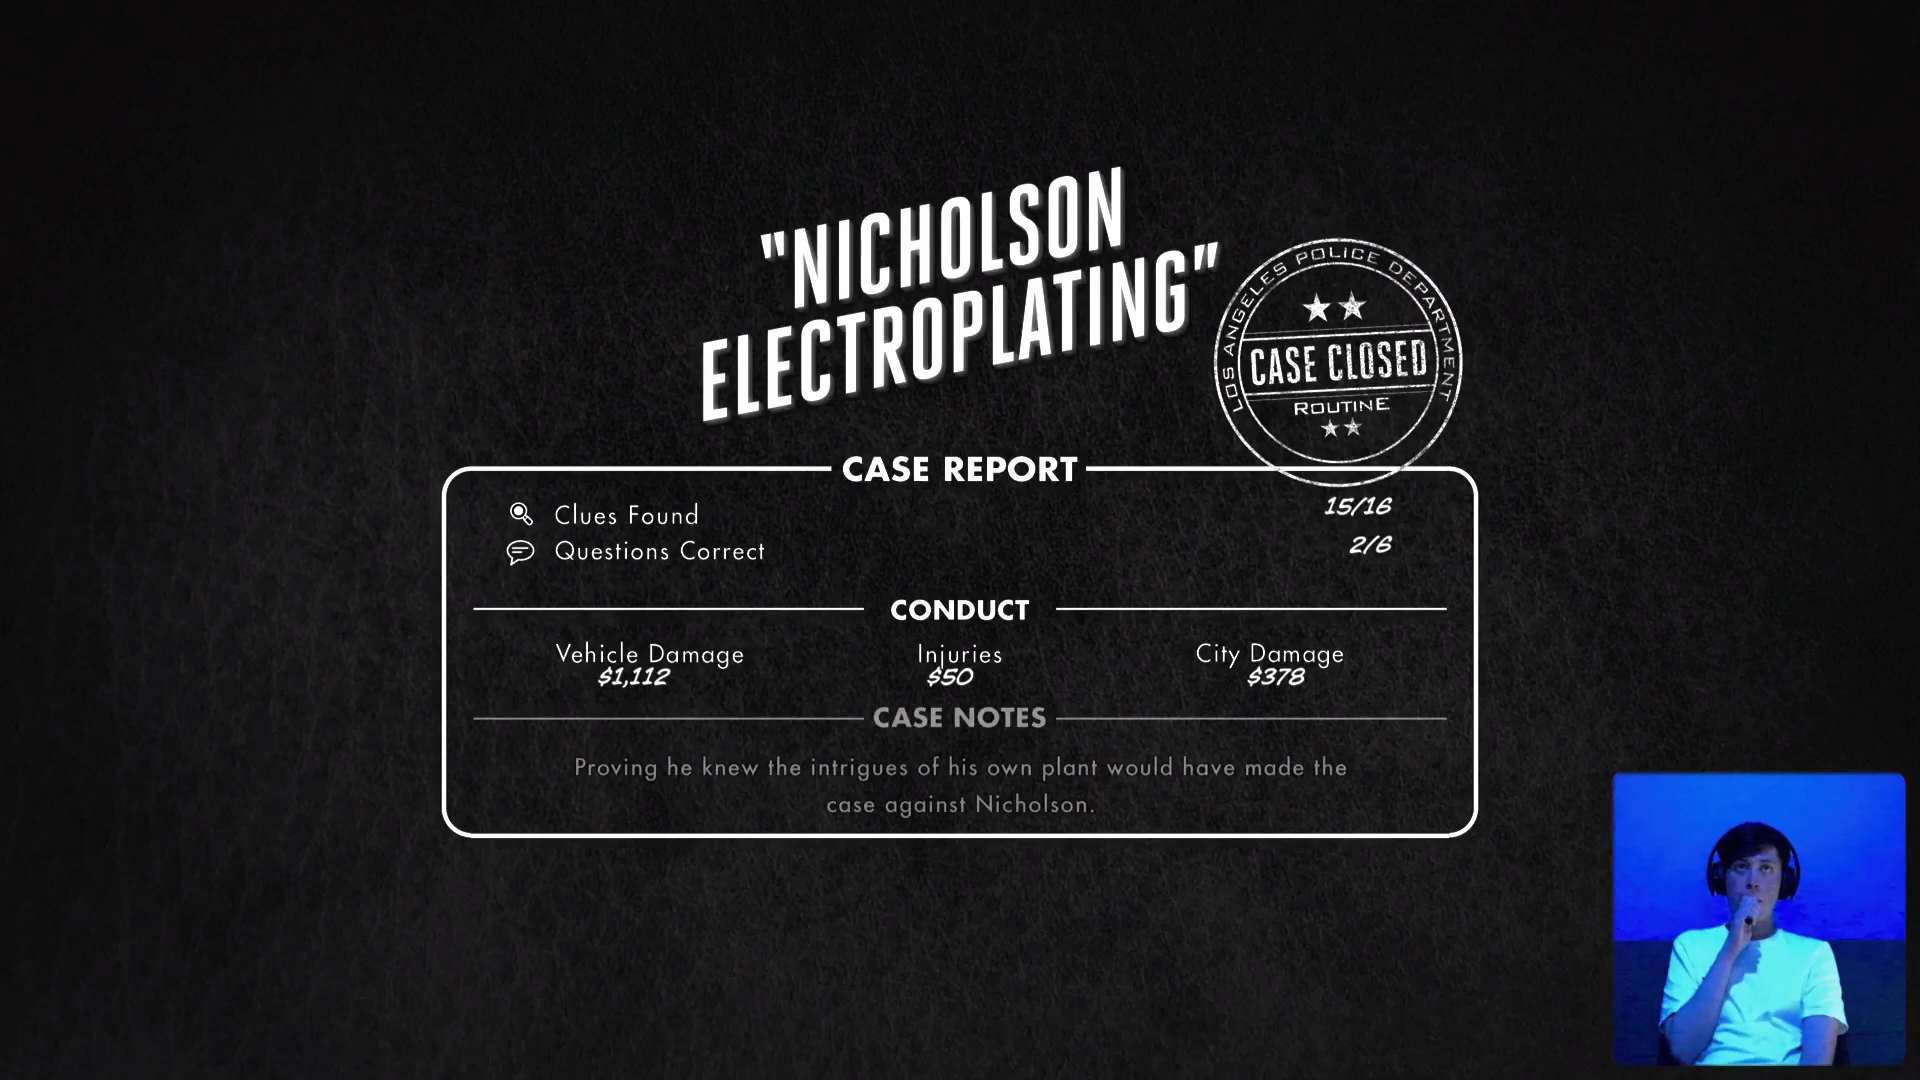 "NICHOLSON
ELECTROPLATING"
LOS ANGELES POLICE DEPARTMENT
CASE CLOSED
ROUTINE
CASE REPORT
Clues Found 15/16
Questions Correct 2/6
CONDUCT
Vehicle Damage Injuries City Damage
$1,112 $50 $378
CASE NOTES
Proving he knew the intrigues of his own plant would have made the
case against Nicholson.